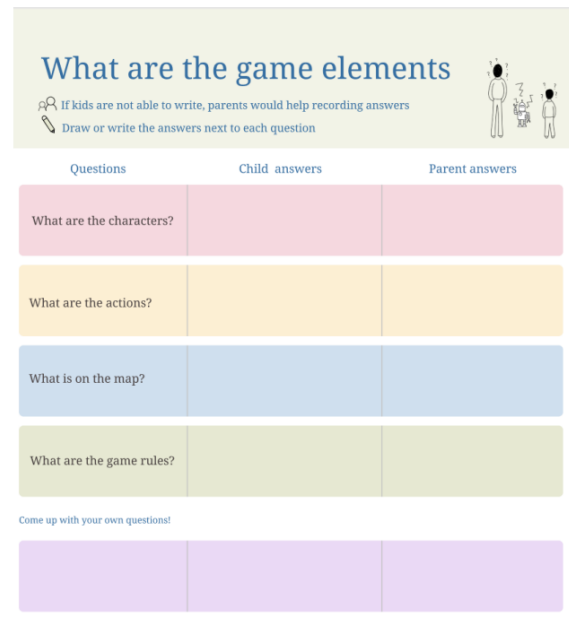 What are the game elements
If kids are not able to write, parents would help recording answers
Draw or write the answers next to each question
Questions Child answers Parent answers
What are the characters?
What are the actions?
What is on the map?
What are the game rules?
Come up with your own questions!